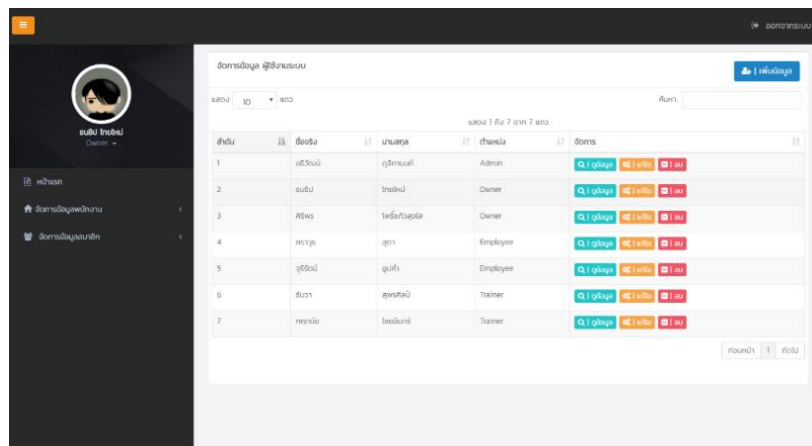 ออกจากระบบ
ธนธิป ไทยใหม่
Owner
หน้าแรก
จัดการข้อมูลพนักงาน
จัดการข้อมูลสมาชิก
จัดการข้อมูล ผู้ใช้งานระบบ
| เพิ่มข้อมูล
แสดง 10 แถว
ค้นหา
แสดง 1 ถึง 7 จาก 7 แถว
ลำดับ ชื่อจริง นามสกุล ตำแหน่ง จัดการ
1 Admin | ดูข้อมูล | แก้ไข | ลบ
2 Owner | ดูข้อมูล | แก้ไข | ลบ
3 ศิริพร Owner | ดูข้อมูล | แก้ไข | ลบ
4 Employee | ดูข้อมูล | แก้ไข | ลบ
5 Employee | ดูข้อมูล | แก้ไข | ลบ
6 ธันวา Trainer | ดูข้อมูล | แก้ไข | ลบ
7 Trainer | ดูข้อมูล | แก้ไข | ลบ
ก่อนหน้า 1 ถัดไป